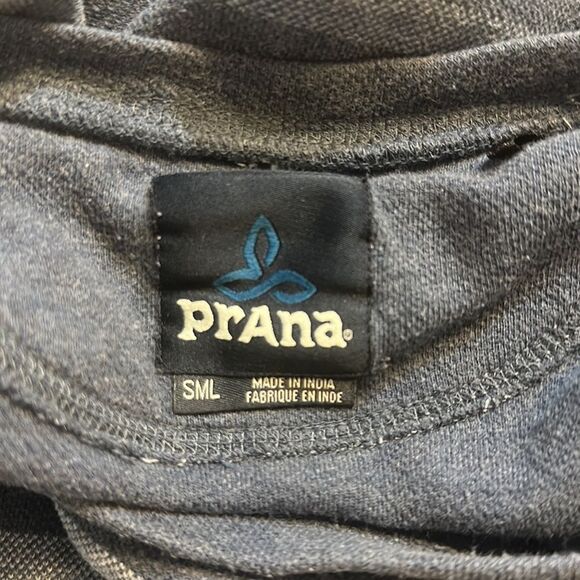 prAna®
SML
MADE IN INDIA
FABRIQUE EN INDE